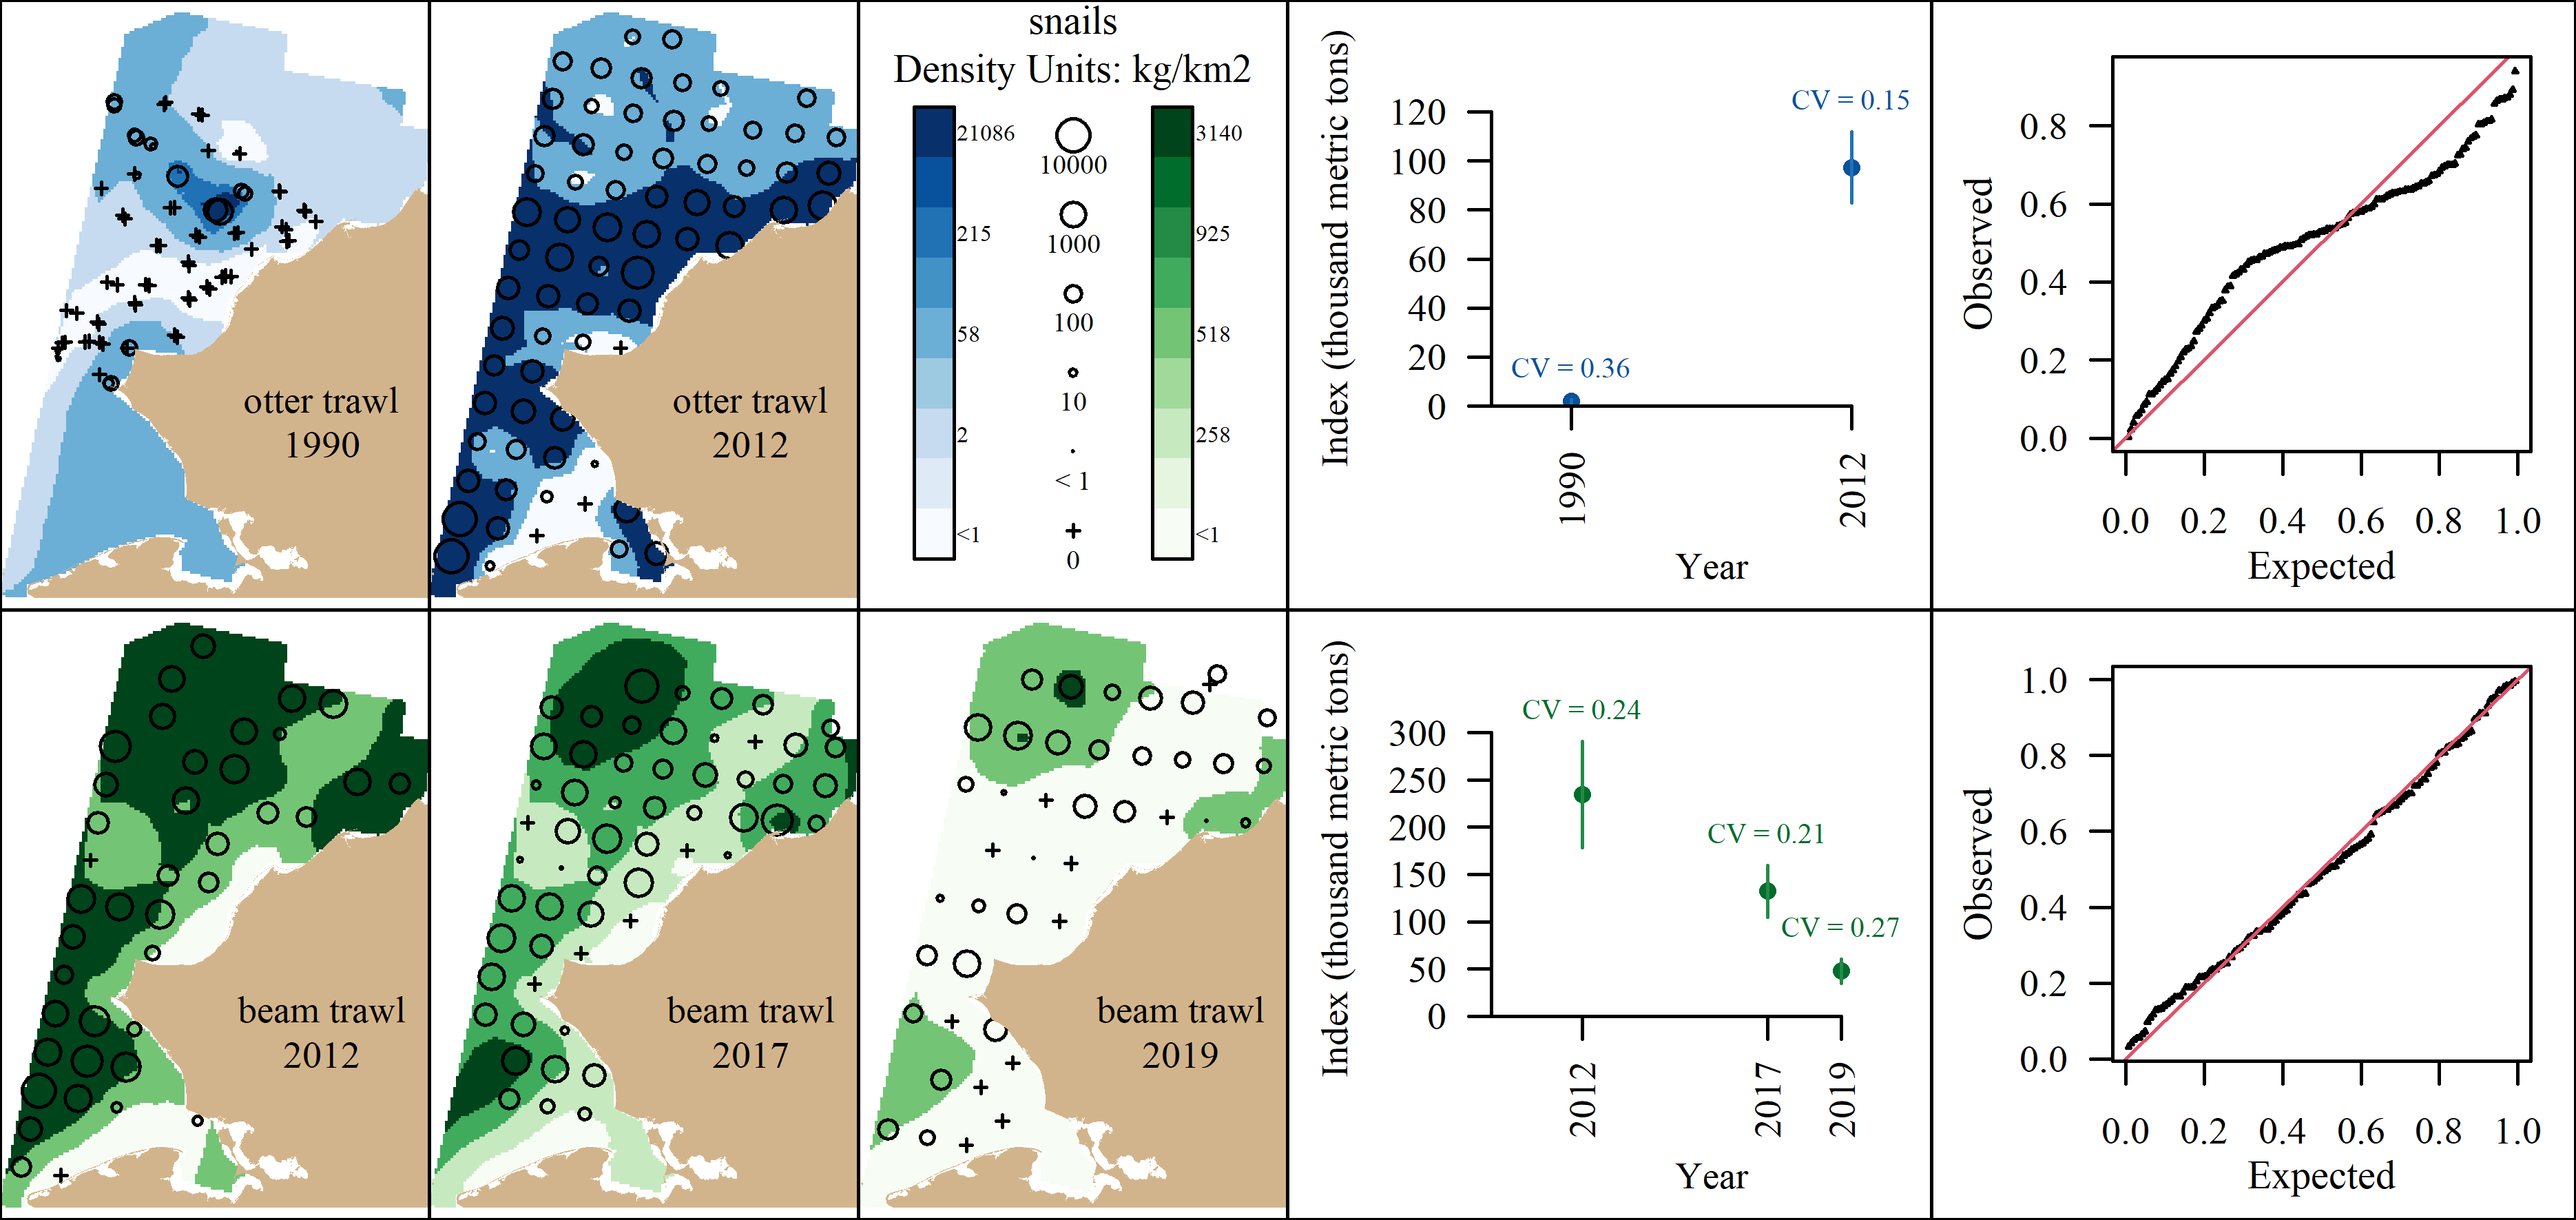 otter trawl
1990
otter trawl
2012
snails
Density Units: kg/km2
21086
215
58
2
<1
10000
1000
100
10
< 1
0
3140
925
518
258
<1
Index (thousand metric tons)
120
100
80
60
40
20
0
CV = 0.36
CV = 0.15
1990
2012
Year
Observed
0.8
0.6
0.4
0.2
0.0
0.0 0.2 0.4 0.6 0.8 1.0
Expected
beam trawl
2012
beam trawl
2017
beam trawl
2019
Index (thousand metric tons)
300
250
200
150
100
50
0
CV = 0.24
CV = 0.21
CV = 0.27
2012
2017
2019
Year
Observed
1.0
0.8
0.6
0.4
0.2
0.0
0.0 0.2 0.4 0.6 0.8 1.0
Expected